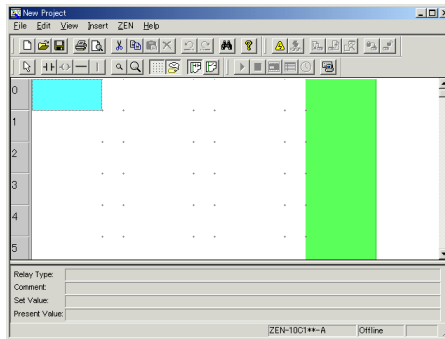 New Project
File Edit View Insert ZEN Help
0
1
2
3
4
5
Relay Type:
Comment:
Set Value:
Present Value:
ZEN-10C1**-A Offline